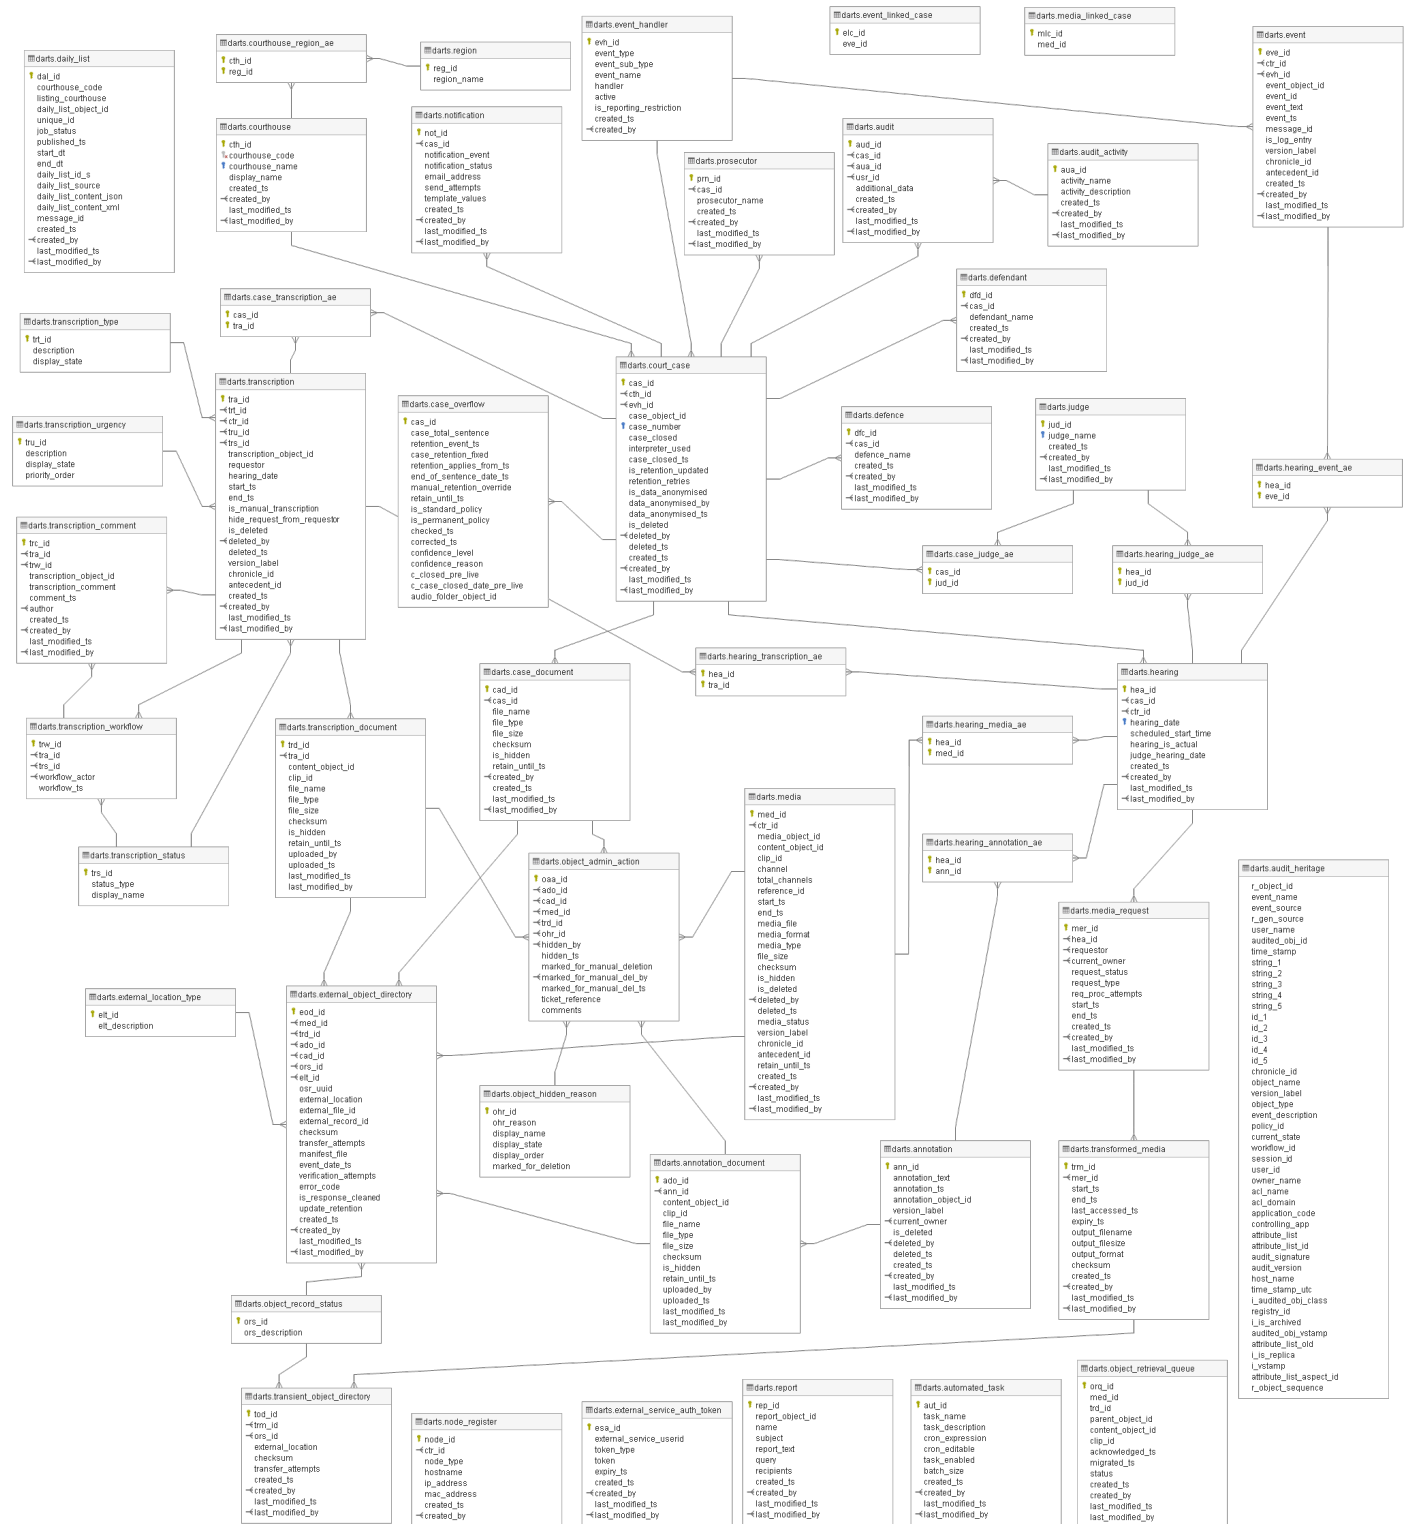 darts.event_linked_case
elc_id
eve_id
darts.media_linked_case
mlc_id
med_id
darts.event_handler
evh_id
event_type
event_sub_type
event_name
handler
active
is_reporting_restriction
created_ts
created_by
darts.event
eve_id
ctr_id
evh_id
event_object_id
event_id
event_text
event_ts
message_id
is_log_entry
version_label
chronicle_id
antecedent_id
created_ts
created_by
last_modified_ts
last_modified_by
darts.courthouse_region_ae
cth_id
reg_id
darts.region
reg_id
region_name
darts.daily_list
dal_id
courthouse_code
listing_courthouse
daily_list_object_id
unique_id
job_status
published_ts
start_dt
end_dt
daily_list_id_s
daily_list_source
daily_list_content_json
daily_list_content_xml
message_id
created_ts
created_by
last_modified_ts
last_modified_by
darts.notification
not_id
cas_id
notification_event
notification_status
email_address
send_attempts
template_values
created_ts
created_by
last_modified_ts
last_modified_by
darts.courthouse
cth_id
courthouse_code
courthouse_name
display_name
created_ts
created_by
last_modified_ts
last_modified_by
darts.audit
aud_id
cas_id
aua_id
usr_id
additional_data
created_ts
created_by
last_modified_ts
last_modified_by
darts.audit_activity
aua_id
activity_name
activity_description
created_ts
created_by
last_modified_ts
last_modified_by
darts.prosecutor
prn_id
cas_id
prosecutor_name
created_ts
created_by
last_modified_ts
last_modified_by
darts.defendant
dfd_id
cas_id
defendant_name
created_ts
created_by
last_modified_ts
last_modified_by
darts.case_transcription_ae
cas_id
tra_id
darts.transcription_type
trt_id
description
display_state
darts.court_case
cas_id
cth_id
evh_id
case_object_id
case_number
case_closed
interpreter_used
case_closed_ts
is_retention_updated
retention_retries
is_data_anonymised
data_anonymised_by
data_anonymised_ts
is_deleted
deleted_by
deleted_ts
created_ts
created_by
last_modified_ts
last_modified_by
darts.transcription
tra_id
trt_id
ctr_id
tru_id
trs_id
transcription_object_id
requestor
hearing_date
start_ts
end_ts
is_manual_transcription
hide_request_from_requestor
is_deleted
deleted_by
deleted_ts
version_label
chronicle_id
antecedent_id
created_ts
created_by
last_modified_ts
last_modified_by
darts.case_overflow
cas_id
case_total_sentence
retention_event_ts
case_retention_fixed
retention_applies_from_ts
end_of_sentence_date_ts
manual_retention_override
retain_until_ts
is_standard_policy
is_permanent_policy
checked_ts
corrected_ts
confidence_level
confidence_reason
c_closed_pre_live
c_case_closed_date_pre_live
audio_folder_object_id
darts.defence
dfc_id
cas_id
defence_name
created_ts
created_by
last_modified_ts
last_modified_by
darts.judge
jud_id
judge_name
created_ts
created_by
last_modified_ts
last_modified_by
darts.transcription_urgency
tru_id
description
display_state
priority_order
darts.hearing_event_ae
hea_id
eve_id
darts.transcription_comment
trc_id
tra_id
trw_id
transcription_object_id
transcription_comment
comment_ts
author
created_ts
created_by
last_modified_ts
last_modified_by
darts.case_judge_ae
cas_id
jud_id
darts.hearing_judge_ae
hea_id
jud_id
darts.hearing_transcription_ae
hea_id
tra_id
darts.case_document
cad_id
cas_id
file_name
file_type
file_size
checksum
is_hidden
retain_until_ts
created_by
created_ts
last_modified_ts
last_modified_by
darts.hearing
hea_id
cas_id
ctr_id
hearing_date
scheduled_start_time
hearing_is_actual
judge_hearing_date
created_ts
created_by
last_modified_ts
last_modified_by
darts.transcription_workflow
trw_id
tra_id
trs_id
workflow_actor
workflow_ts
darts.transcription_document
trd_id
tra_id
content_object_id
clip_id
file_name
file_type
file_size
checksum
is_hidden
retain_until_ts
uploaded_by
uploaded_ts
last_modified_ts
last_modified_by
darts.hearing_media_ae
hea_id
med_id
darts.media
med_id
ctr_id
media_object_id
content_object_id
clip_id
channel
total_channels
reference_id
start_ts
end_ts
media_file
media_format
media_type
file_size
checksum
is_hidden
is_deleted
deleted_by
deleted_ts
media_status
version_label
chronicle_id
antecedent_id
retain_until_ts
created_ts
created_by
last_modified_ts
last_modified_by
darts.hearing_annotation_ae
hea_id
ann_id
darts.transcription_status
trs_id
status_type
display_name
darts.object_admin_action
oaa_id
ado_id
cad_id
med_id
trd_id
ohr_id
hidden_by
hidden_ts
marked_for_manual_deletion
marked_for_manual_del_by
marked_for_manual_del_ts
ticket_reference
comments
darts.audit_heritage
r_object_id
event_name
event_source
r_gen_source
user_name
audited_obj_id
time_stamp
string_1
string_2
string_3
string_4
string_5
id_1
id_2
id_3
id_4
id_5
chronicle_id
object_name
version_label
object_type
event_description
policy_id
current_state
workflow_id
session_id
user_id
owner_name
acl_name
acl_domain
application_code
controlling_app
attribute_list
attribute_list_id
audit_signature
audit_version
host_name
time_stamp_utc
i_audited_obj_class
registry_id
i_is_archived
audited_obj_vstamp
attribute_list_old
i_is_replica
i_vstamp
attribute_list_aspect_id
r_object_sequence
darts.media_request
mer_id
hea_id
requestor
current_owner
request_status
request_type
req_proc_attempts
start_ts
end_ts
created_ts
created_by
last_modified_ts
last_modified_by
darts.external_location_type
elt_id
elt_description
darts.external_object_directory
eod_id
med_id
trd_id
ado_id
cad_id
ors_id
elt_id
osr_uuid
external_location
external_file_id
external_record_id
checksum
transfer_attempts
manifest_file
event_date_ts
verification_attempts
error_code
is_response_cleaned
update_retention
created_ts
created_by
last_modified_ts
last_modified_by
darts.object_hidden_reason
ohr_id
ohr_reason
display_name
display_state
display_order
marked_for_deletion
darts.annotation_document
ado_id
ann_id
content_object_id
clip_id
file_name
file_type
file_size
checksum
is_hidden
retain_until_ts
uploaded_by
uploaded_ts
last_modified_ts
last_modified_by
darts.annotation
ann_id
annotation_text
annotation_ts
annotation_object_id
version_label
current_owner
is_deleted
deleted_by
deleted_ts
created_ts
created_by
last_modified_ts
last_modified_by
darts.transformed_media
trm_id
mer_id
start_ts
end_ts
last_accessed_ts
expiry_ts
output_filename
output_filesize
output_format
checksum
created_ts
created_by
last_modified_ts
last_modified_by
darts.object_record_status
ors_id
ors_description
darts.transient_object_directory
tod_id
trm_id
ors_id
external_location
checksum
transfer_attempts
created_ts
created_by
last_modified_ts
last_modified_by
darts.node_register
node_id
ctr_id
node_type
hostname
ip_address
mac_address
created_ts
created_by
darts.external_service_auth_token
esa_id
external_service_userid
token_type
token
expiry_ts
created_ts
created_by
last_modified_ts
last_modified_by
darts.report
rep_id
report_object_id
name
subject
report_text
query
recipients
created_ts
created_by
last_modified_ts
last_modified_by
darts.automated_task
aut_id
task_name
task_description
cron_expression
cron_editable
task_enabled
batch_size
created_ts
created_by
last_modified_ts
last_modified_by
darts.object_retrieval_queue
orq_id
med_id
trd_id
parent_object_id
content_object_id
clip_id
acknowledged_ts
migrated_ts
status
created_ts
created_by
last_modified_ts
last_modified_by